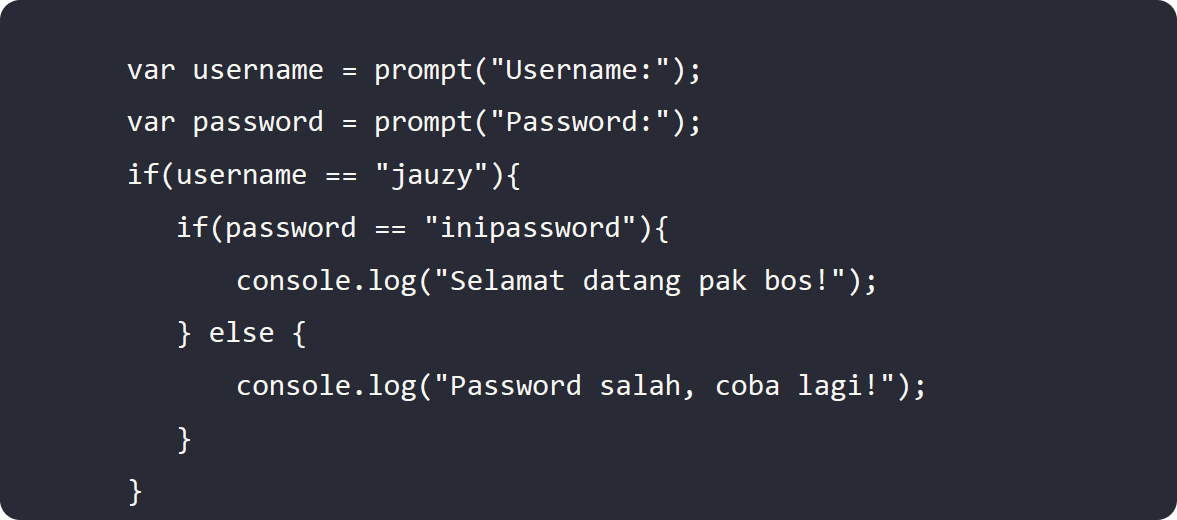 var username = prompt("Username:");
var password = prompt("Password:");
if(username == "jauzy"){
   if(password == "inipassword"){
      console.log("Selamat datang pak bos!");
   } else {
      console.log("Password salah, coba lagi!");
   }
}